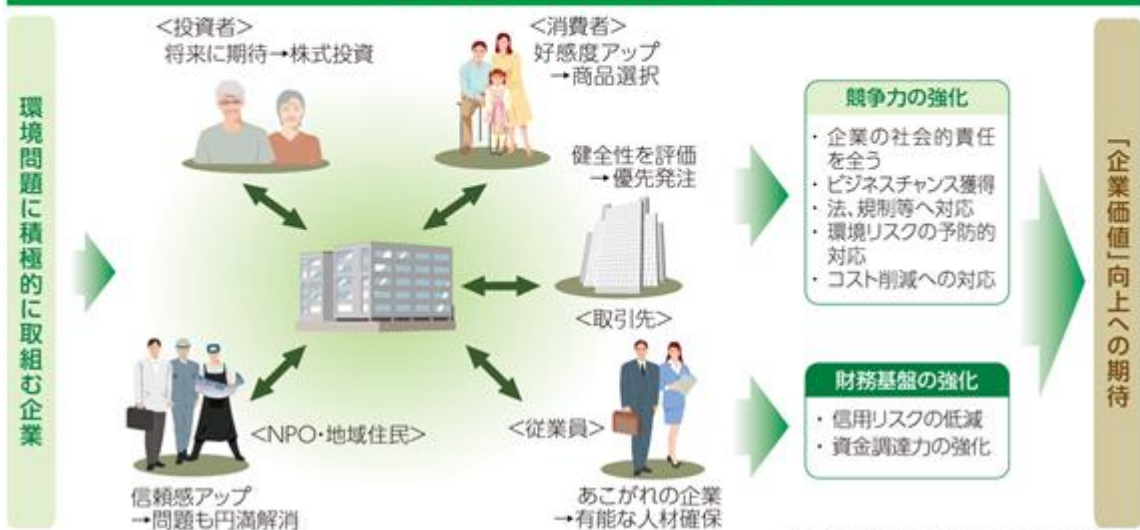 環境問題に積極的に取組む企業
<投資者>
将来に期待→株式投資
<消費者>
好感度アップ
→商品選択
健全性を評価
→優先発注
<取引先>
<NPO・地域住民>
信頼感アップ
→問題も円満解消
<従業員>
あこがれの企業
→有能な人材確保
競争力の強化
・企業の社会的責任
を全う
・ビジネスチャンス獲得
・法、規制等へ対応
・環境リスクの予防的
対応
・コスト削減への対応
財務基盤の強化
・信用リスクの低減
・資金調達力の強化
「企業価値」向上への期待